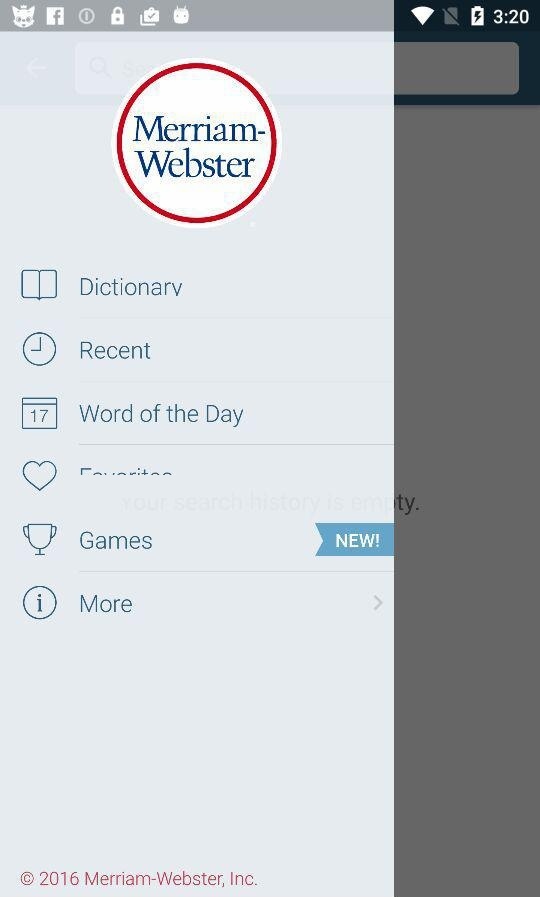 3:20
Merriam-
Webster
Dictionary
Recent
17
Word of the Day
Favorites
Your search history is empty.
Games
NEW!
More
© 2016 Merriam-Webster, Inc.